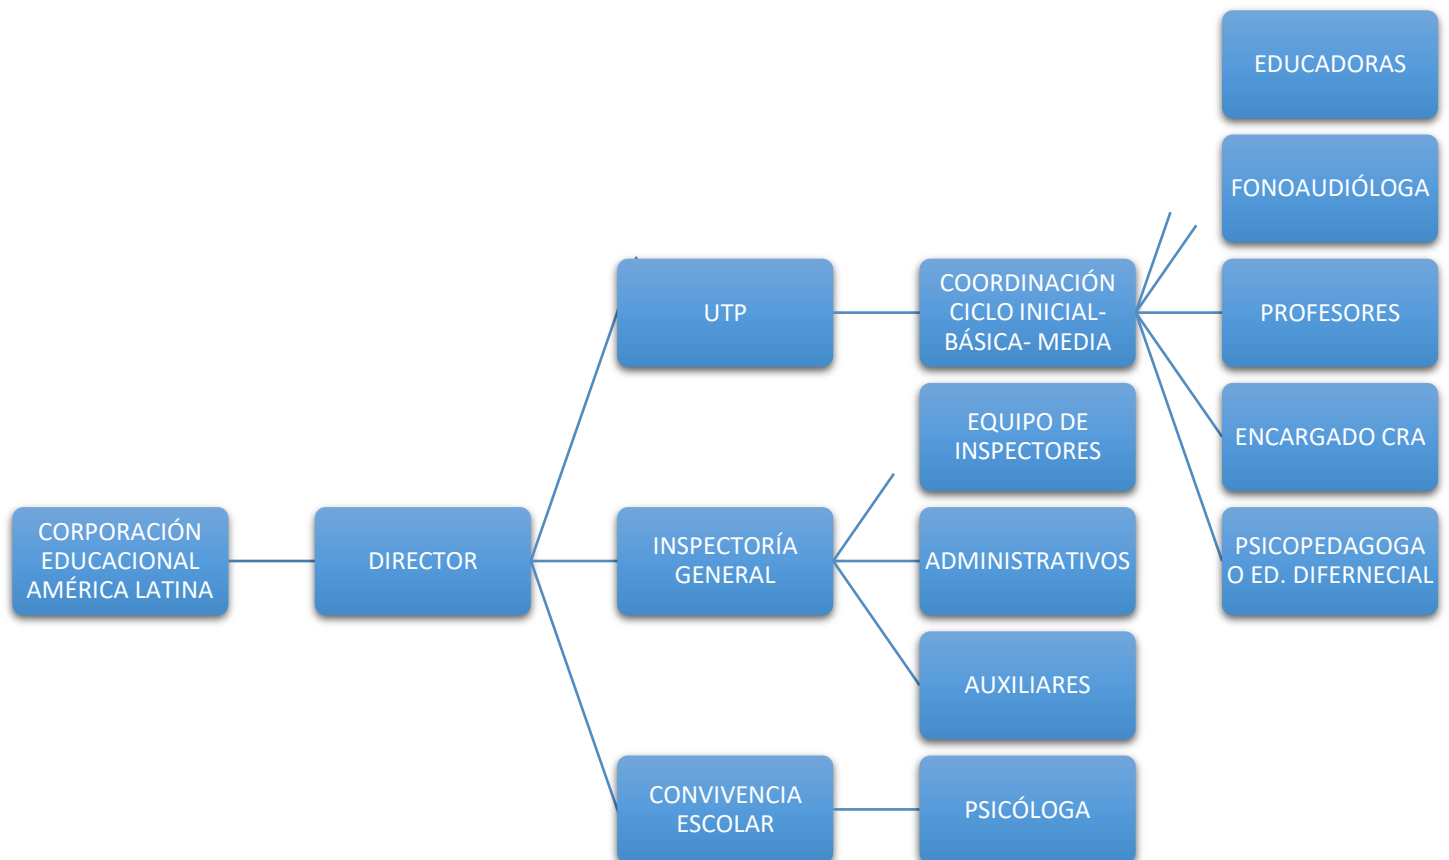 EDUCADORAS
FONOAUDIÓLOGA
UTP
COORDINACIÓN
CICLO INICIAL-
BÁSICA- MEDIA
PROFESORES
EQUIPO DE
INSPECTORES
ENCARGADO CRA
CORPORACIÓN
EDUCACIONAL
AMÉRICA LATINA
DIRECTOR
INSPECTORÍA
GENERAL
ADMINISTRATIVOS
PSICOPEDAGOGA
O ED. DIFERNECIAL
AUXILIARES
CONVIVENCIA
ESCOLAR
PSICÓLOGA